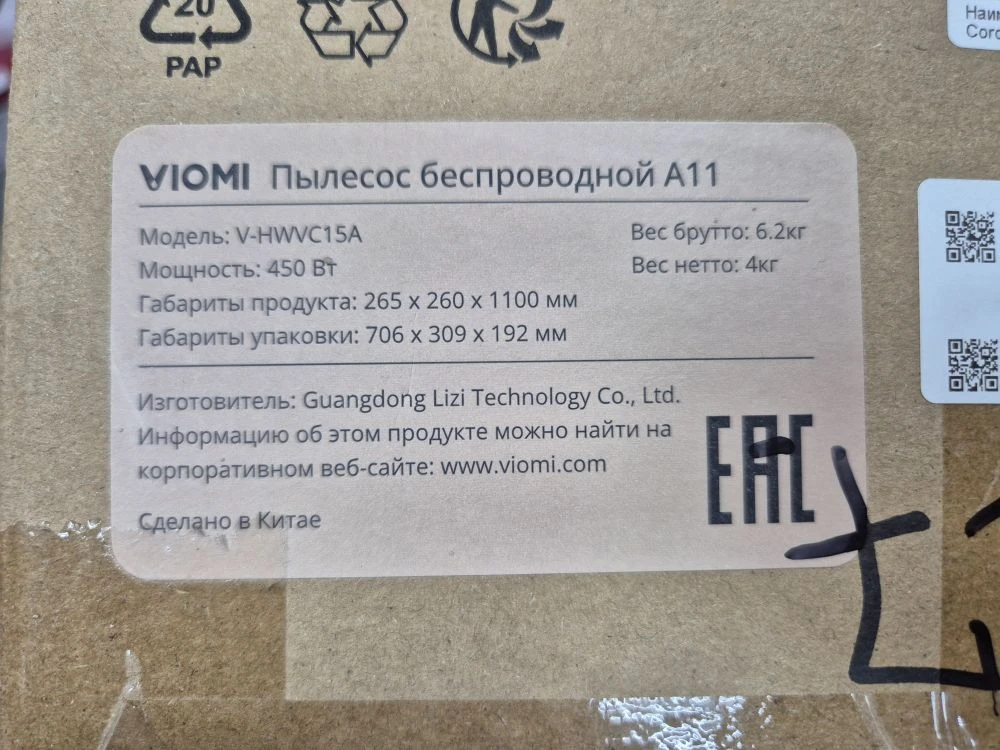 20
PAP
VIOMI Пылесос беспроводной A11
Модель: V-HWVC15A
Вес брутто: 6.2кг
Мощность: 450 Вт
Вес нетто: 4кг
Габариты продукта: 265 x 260 x 1100 мм
Габариты упаковки: 706 x 309 x 192 мм
Изготовитель: Guangdong Lizi Technology Co., Ltd.
Информацию об этом продукте можно найти на
корпоративном веб-сайте: www.viomi.com
EAC
Сделано в Китае